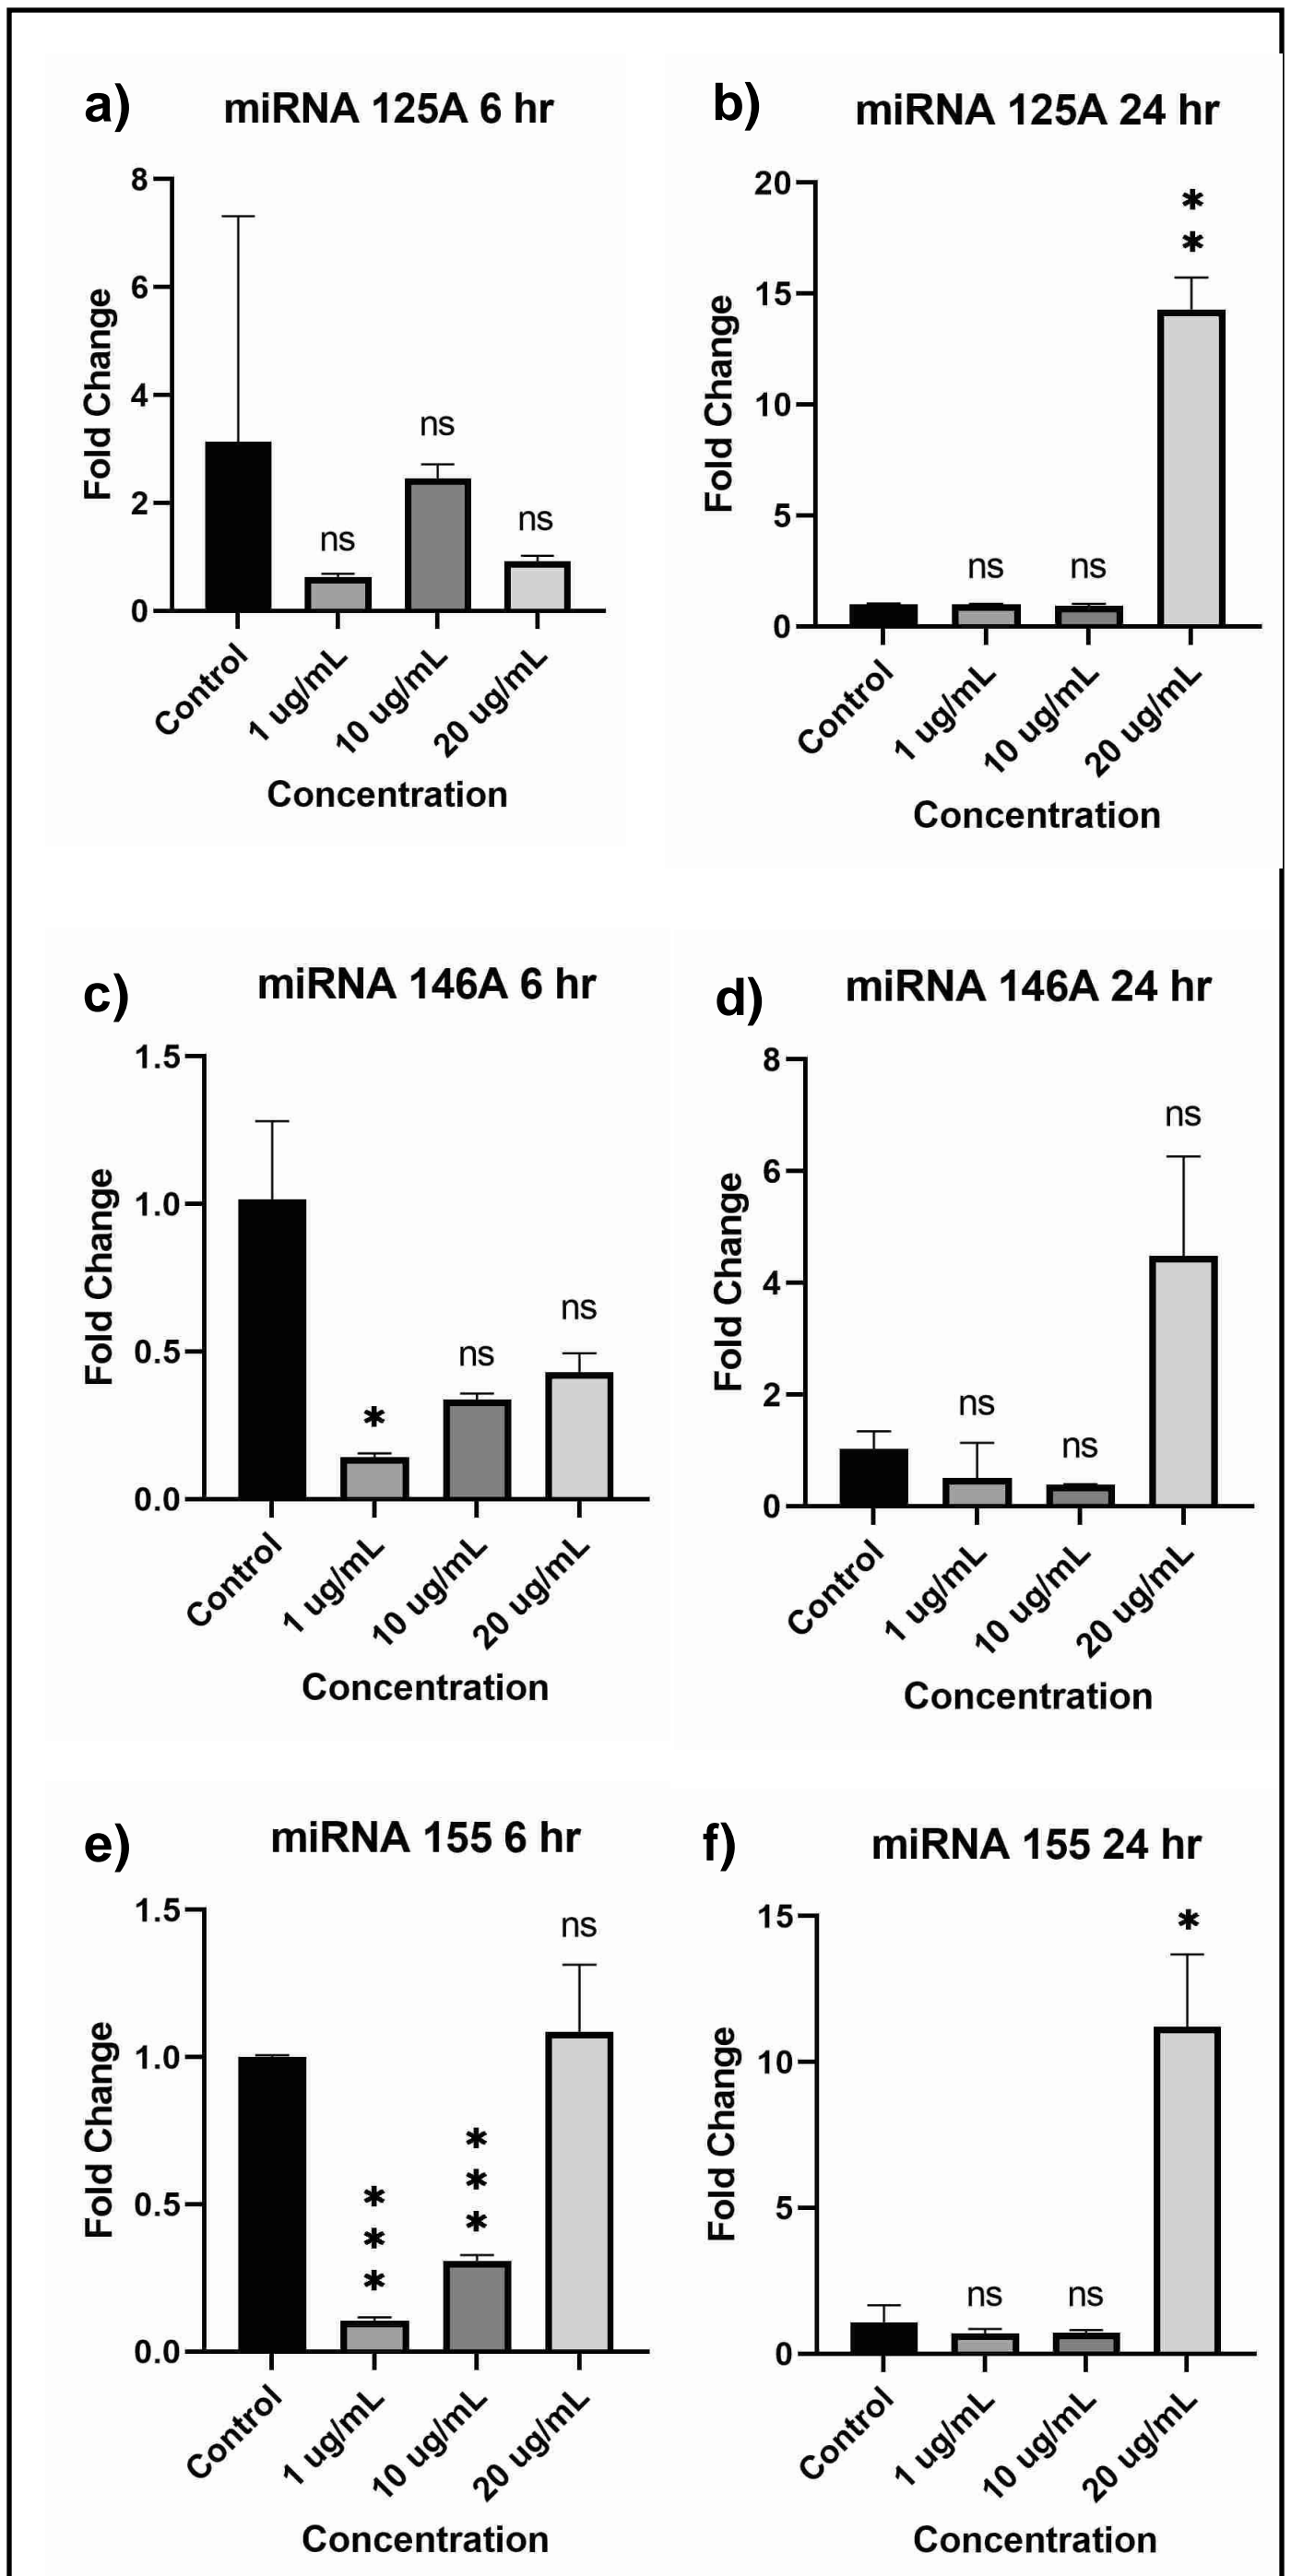 a) miRNA 125A 6 hr
8
6
4
2
0
Fold Change
ns
ns
ns
Control
1 ug/mL
10 ug/mL
20 ug/mL
Concentration
b) miRNA 125A 24 hr
20
15
10
5
0
Fold Change
ns
ns
*
*
Control
1 ug/mL
10 ug/mL
20 ug/mL
Concentration
c) miRNA 146A 6 hr
1.5
1.0
0.5
0.0
Fold Change
*
ns
ns
Control
1 ug/mL
10 ug/mL
20 ug/mL
Concentration
d) miRNA 146A 24 hr
8
6
4
2
0
Fold Change
ns
ns
ns
Control
1 ug/mL
10 ug/mL
20 ug/mL
Concentration
e) miRNA 155 6 hr
1.5
1.0
0.5
0.0
Fold Change
*
*
*
*
*
*
ns
Control
1 ug/mL
10 ug/mL
20 ug/mL
Concentration
f) miRNA 155 24 hr
15
10
5
0
Fold Change
ns
ns
*
Control
1 ug/mL
10 ug/mL
20 ug/mL
Concentration